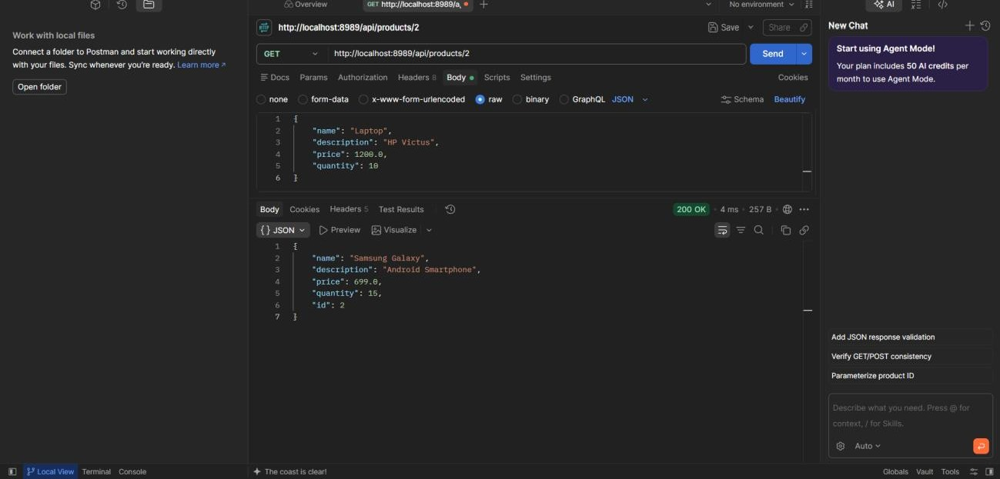 Overview
GET http://localhost:8989/a
No environment
AI
Work with local files
Connect a folder to Postman and start working directly
with your files. Sync whenever you're ready. Learn more
Open folder
HTTP http://localhost:8989/api/products/2
Save
Share
GET
http://localhost:8989/api/products/2
Send
Docs Params Authorization Headers 8 Body Scripts Settings
Cookies
none form-data x-www-form-urlencoded raw binary GraphQL JSON
Schema Beautify
1 {
2 "name": "Laptop",
3 "description": "HP Victus",
4 "price": 1200.0,
5 "quantity": 10
6 }
Body Cookies Headers 5 Test Results
200 OK 4 ms 257 B
{ } JSON Preview Visualize
1 {
2 "name": "Samsung Galaxy",
3 "description": "Android Smartphone",
4 "price": 699.0,
5 "quantity": 15,
6 "id": 2
7 }
New Chat
Start using Agent Mode!
Your plan includes 50 AI credits per
month to use Agent Mode.
Add JSON response validation
Verify GET/POST consistency
Parameterize product ID
Describe what you need. Press @ for
context, / for Skills.
Auto
Local View Terminal Console
The coast is clear!
Globals Vault Tools